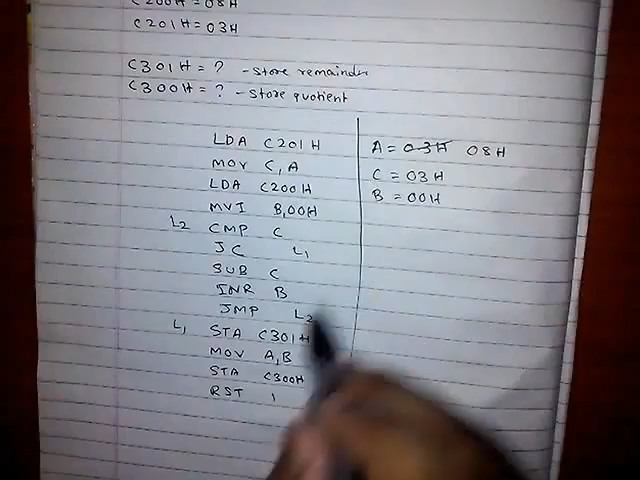 C200H = 08H
C201H = 03H
C301H = ? - Store remainder
C300H = ? - Store quotient
LDA C201H
MOV C, A
LDA C200H
MVI B,00H
L2 CMP C
JC L1
SUB C
INR B
JMP L2
L1 STA C301H
MOV A,B
STA C300H
RST 1
A = 03H 08H
C = 03H
B = 00H